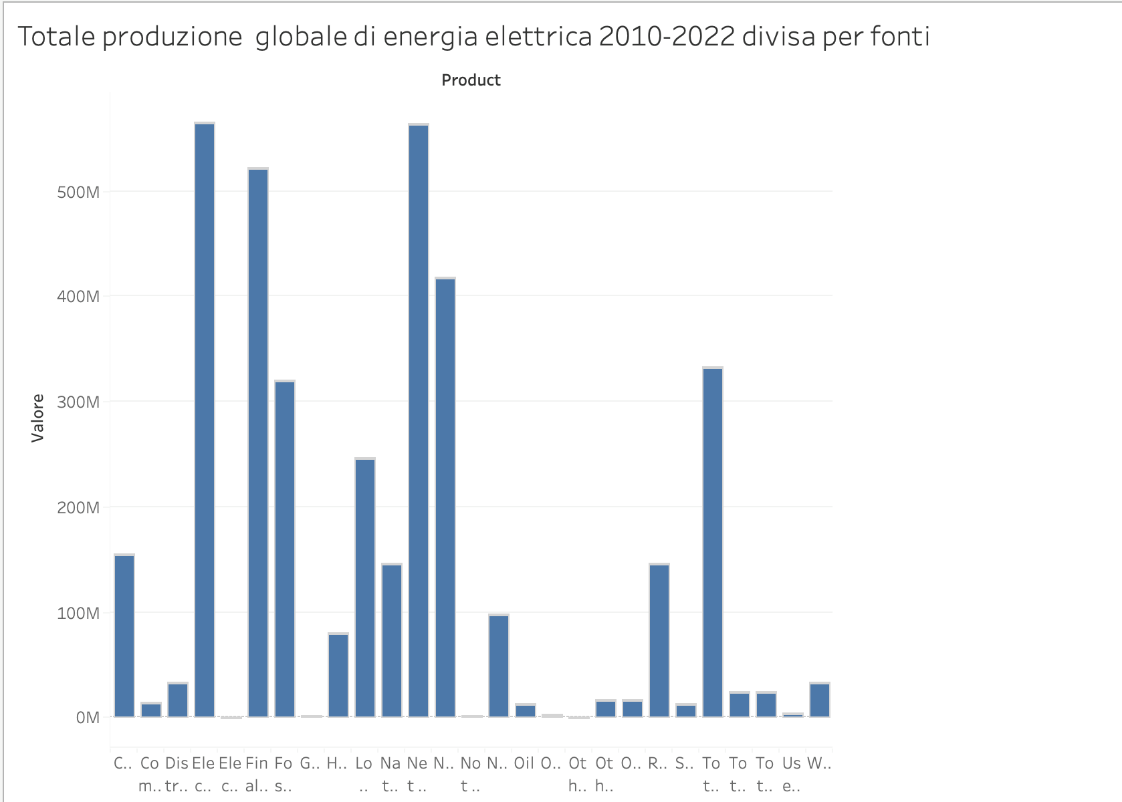 Totale produzione  globale di energia elettrica 2010-2022 divisa per fonti
Product
500M
400M
300M
200M
100M
0M
Valore
C.. Co Dis Ele Ele Fin Fo G.. H.. Lo Na Ne N.. No N.. Oil O.. Ot Ot O.. R.. S.. To To To Us W..
m.. tr.. c.. c.. al.. s.. .. t.. t .. t .. h.. h.. t.. t.. t.. e..